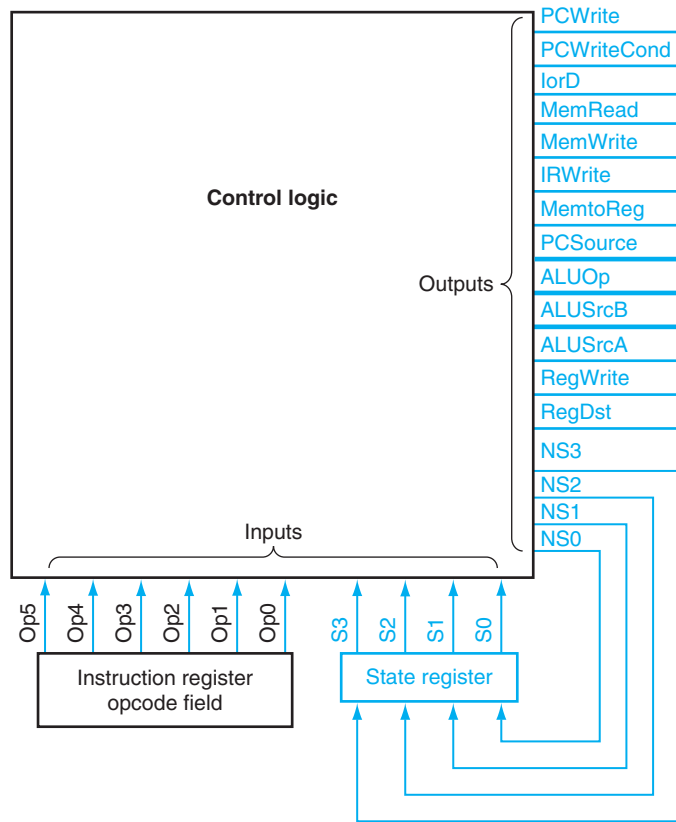 PCWrite
PCWriteCond
IorD
MemRead
MemWrite
IRWrite
MemtoReg
PCSource
ALUOp
ALUSrcB
ALUSrcA
RegWrite
RegDst
NS3
NS2
NS1
NS0
Control logic
Outputs
Inputs
Op5
Op4
Op3
Op2
Op1
Op0
S3
S2
S1
S0
Instruction register
opcode field
State register